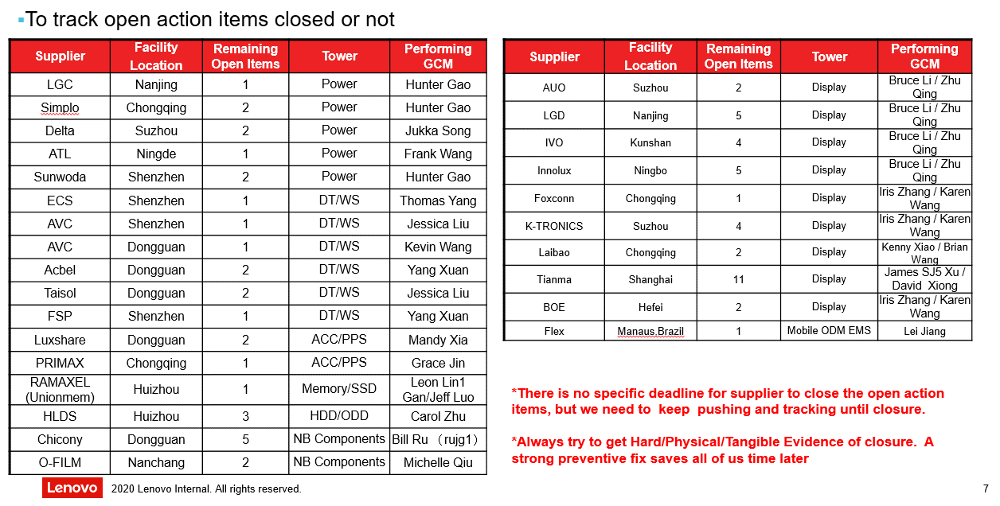 ▪To track open action items closed or not
Supplier Facility Location Remaining Open Items Tower Performing GCM
LGC Nanjing 1 Power Hunter Gao
Simplo Chongqing 2 Power Hunter Gao
Delta Suzhou 2 Power Jukka Song
ATL Ningde 1 Power Frank Wang
Sunwoda Shenzhen 2 Power Hunter Gao
ECS Shenzhen 1 DT/WS Thomas Yang
AVC Shenzhen 1 DT/WS Jessica Liu
AVC Dongguan 1 DT/WS Kevin Wang
Acbel Dongguan 2 DT/WS Yang Xuan
Taisol Dongguan 2 DT/WS Jessica Liu
FSP Shenzhen 1 DT/WS Yang Xuan
Luxshare Dongguan 2 ACC/PPS Mandy Xia
PRIMAX Chongqing 1 ACC/PPS Grace Jin
RAMAXEL (Unionmem) Huizhou 1 Memory/SSD Leon Lin1 Gan/Jeff Luo
HLDS Huizhou 3 HDD/ODD Carol Zhu
Chicony Dongguan 5 NB Components Bill Ru （rujg1）
O-FILM Nanchang 2 NB Components Michelle Qiu
Supplier Facility Location Remaining Open Items Tower Performing GCM
AUO Suzhou 2 Display Bruce Li / Zhu Qing
LGD Nanjing 5 Display Bruce Li / Zhu Qing
IVO Kunshan 4 Display Bruce Li / Zhu Qing
Innolux Ningbo 5 Display Bruce Li / Zhu Qing
Foxconn Chongqing 1 Display Iris Zhang / Karen Wang
K-TRONICS Suzhou 4 Display Iris Zhang / Karen Wang
Laibao Chongqing 2 Display Kenny Xiao / Brian Wang
Tianma Shanghai 11 Display James SJ5 Xu / David Xiong
BOE Hefei 2 Display Iris Zhang / Karen Wang
Flex Manaus,Brazil 1 Mobile ODM EMS Lei Jiang
*There is no specific deadline for supplier to close the open action
items, but we need to keep pushing and tracking until closure.
*Always try to get Hard/Physical/Tangible Evidence of closure. A
strong preventive fix saves all of us time later
Lenovo 2020 Lenovo Internal. All rights reserved.
7